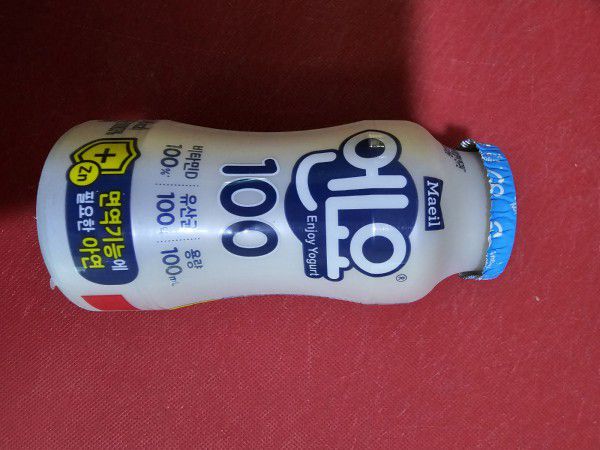 Maeil
엔요®
Enjoy Yogurt
100
비타민D 유산균 용량
100% 100억 100mL
Zn
면역기능에
필요한 아연